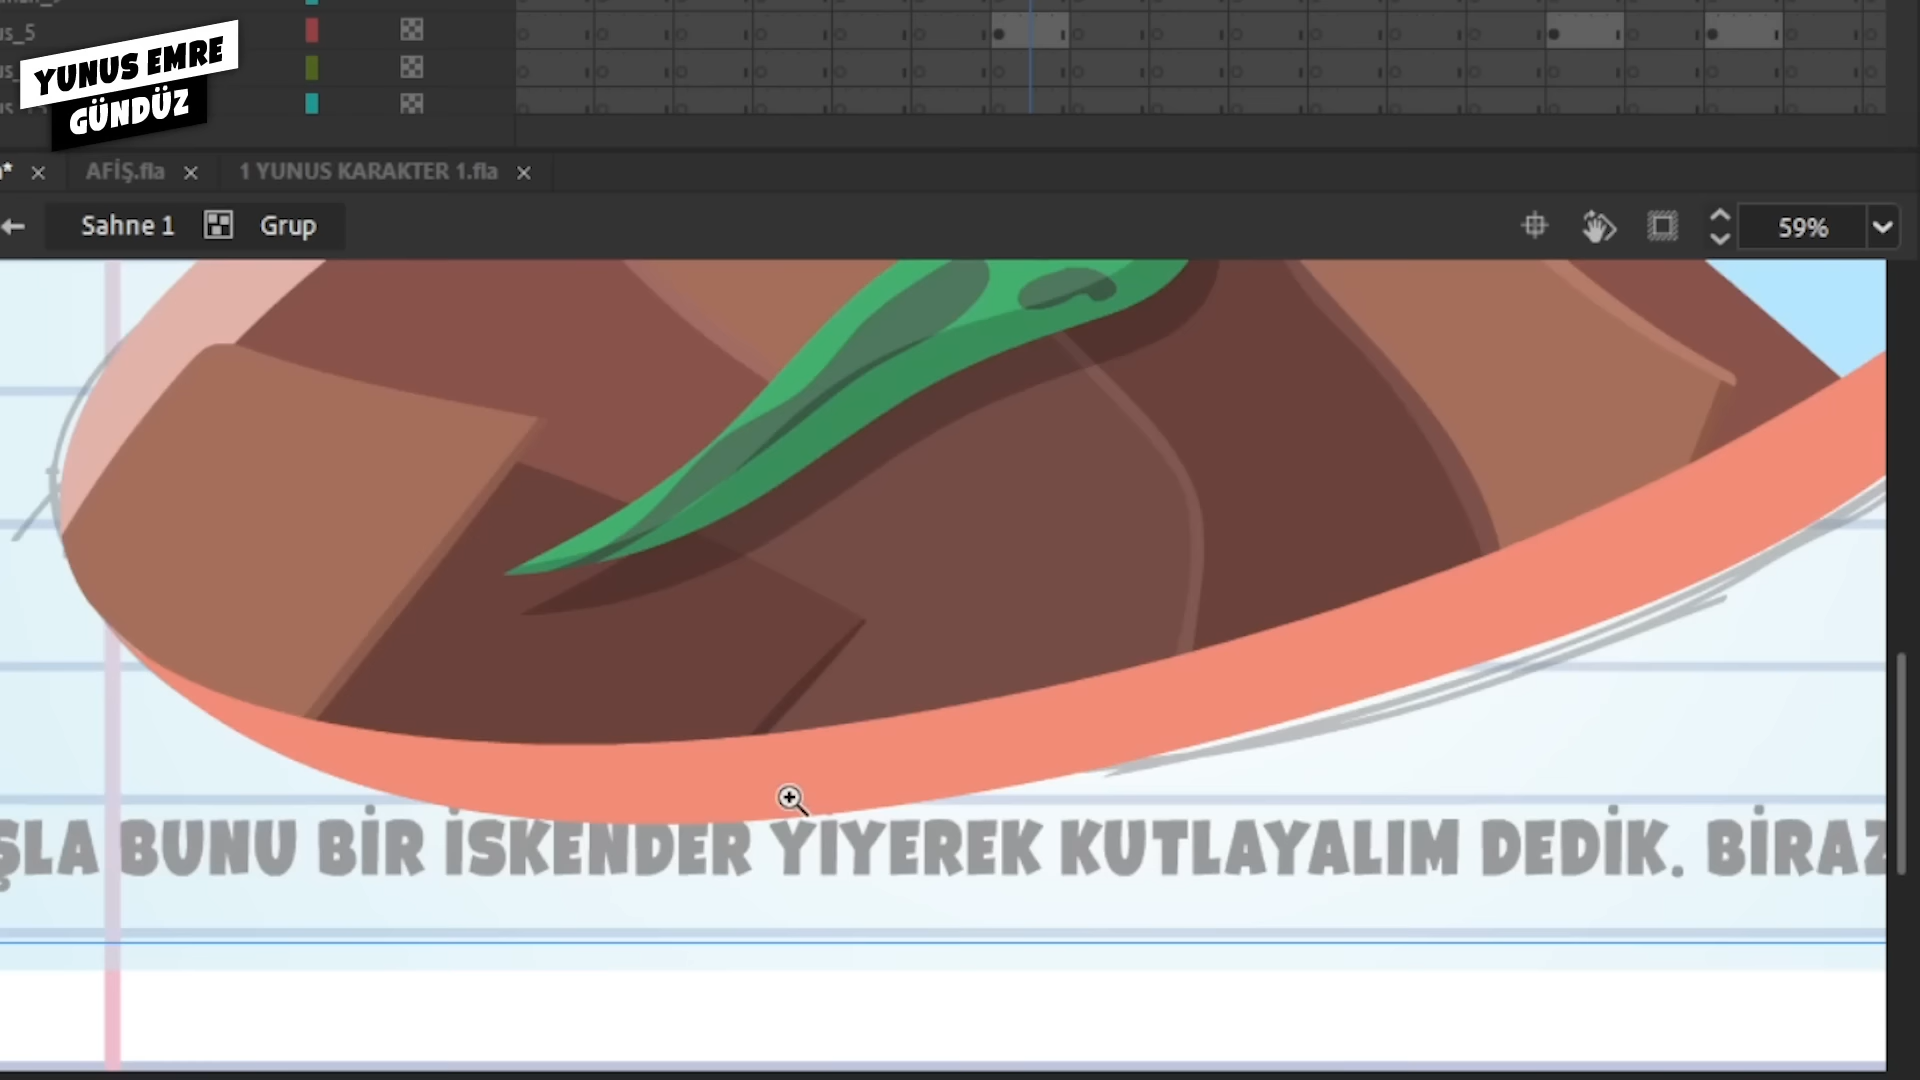 us_5
YUNUS EMRE
GÜNDÜZ
AFİŞ.fla
1 YUNUS KARAKTER 1.fla
Sahne 1
Grup
59%
ŞLA BUNU BİR İSKENDER YİYEREK KUTLAYALIM DEDİK. BİRAZ